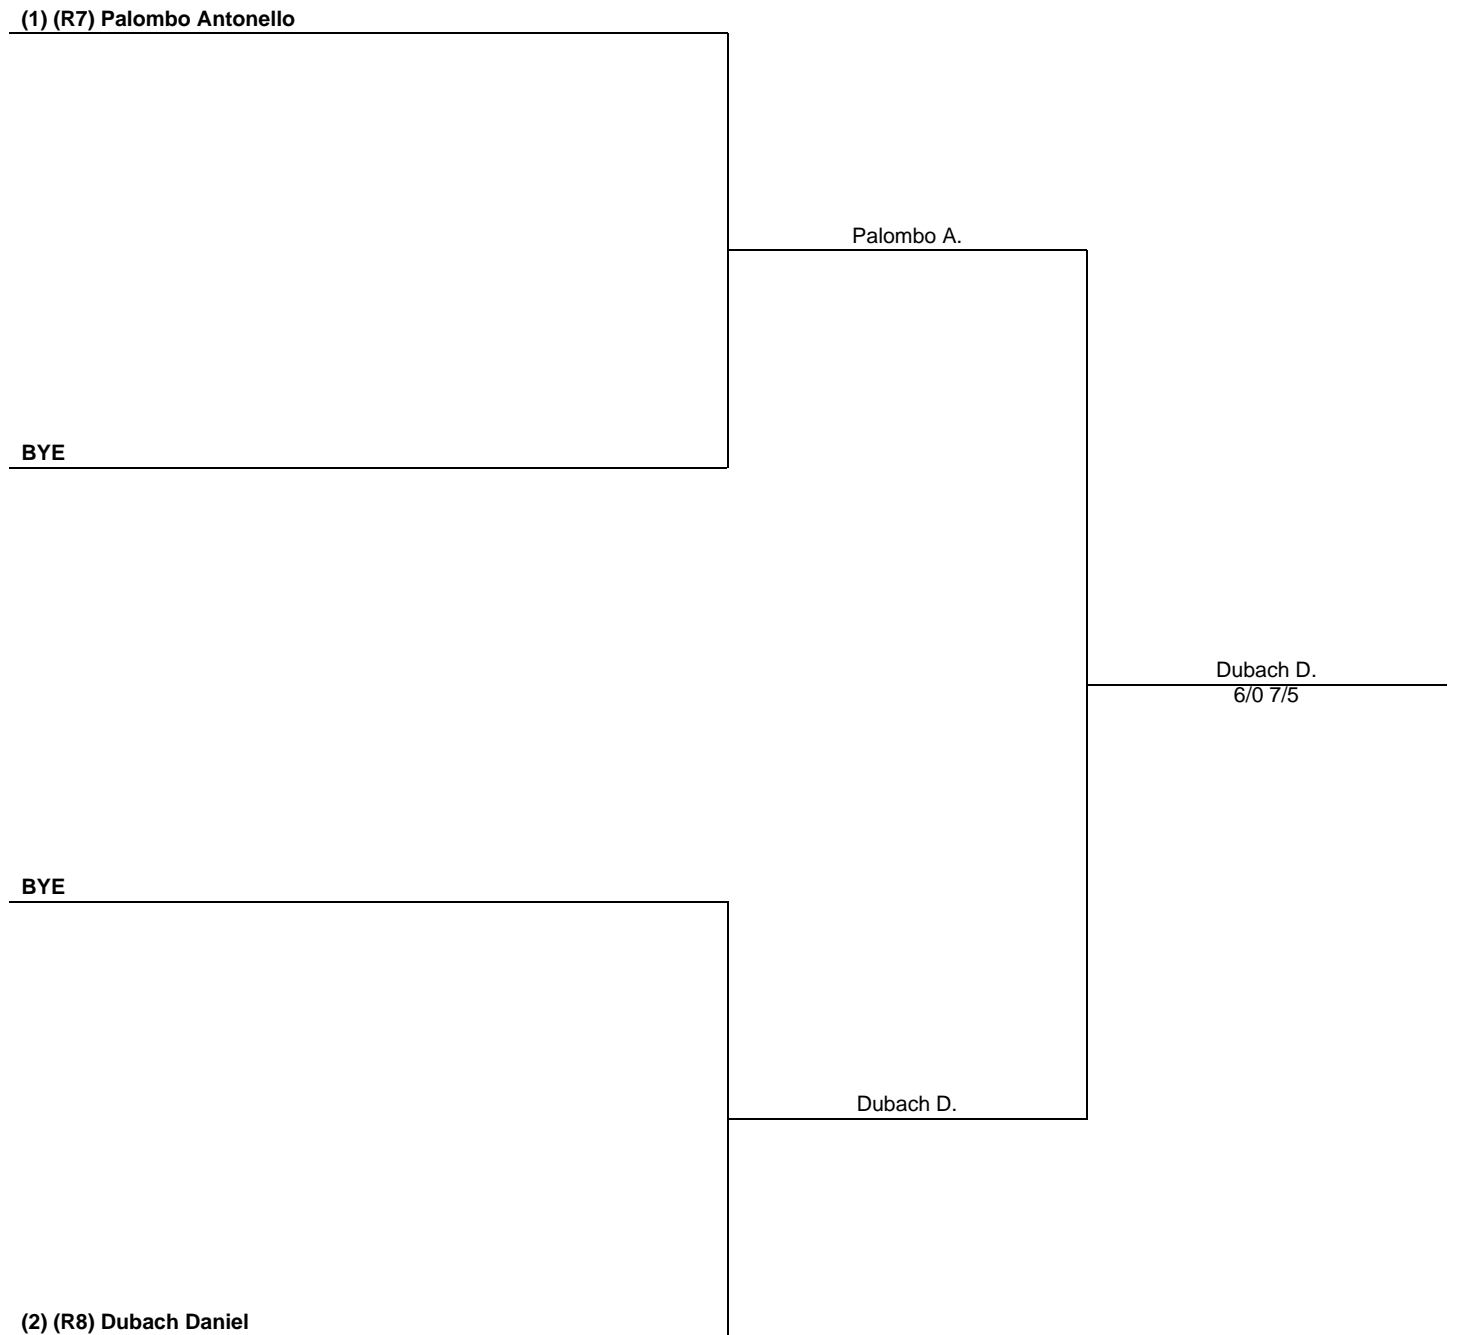 (1) (R7) Palombo Antonello
Palombo A.
BYE
Dubach D.
6/0 7/5
BYE
Dubach D.
(2) (R8) Dubach Daniel